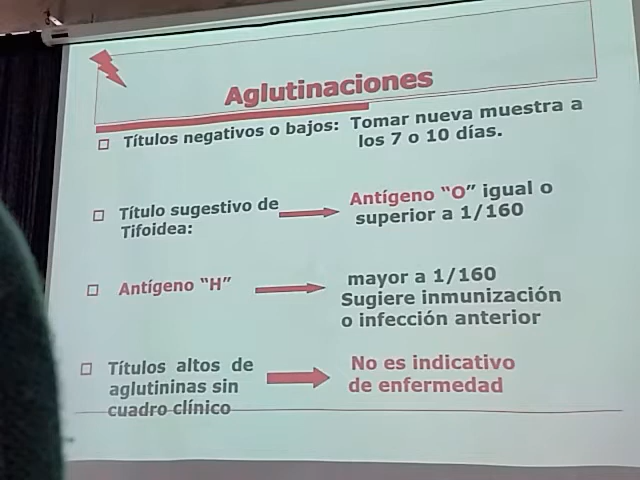 Aglutinaciones
Títulos negativos o bajos: Tomar nueva muestra a
los 7 o 10 días.
Título sugestivo de
Tifoidea:
Antígeno “O” igual o
superior a 1/160
Antígeno “H”
mayor a 1/160
Sugiere inmunización
o infección anterior
Títulos altos de
aglutininas sin
cuadro clínico
No es indicativo
de enfermedad